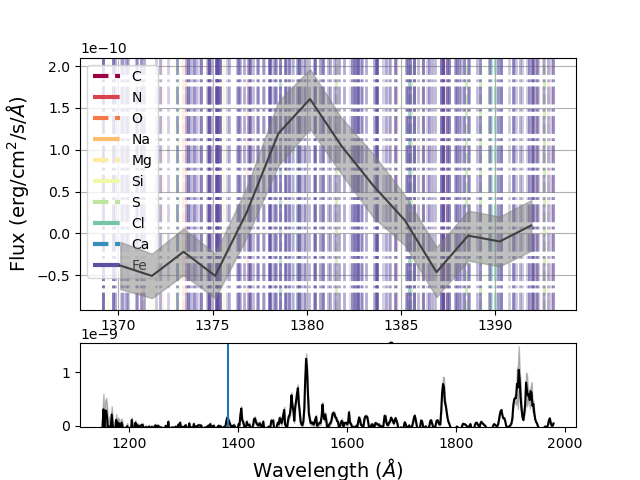 1e−10
2.0
1.5
1.0
0.5
0.0
−0.5
Flux (erg/cm²/s/Å)
C
N
O
Na
Mg
Si
S
Cl
Ca
Fe
1370 1375 1380 1385 1390
1e−9
1
0
1200 1400 1600 1800 2000
Wavelength (Å)